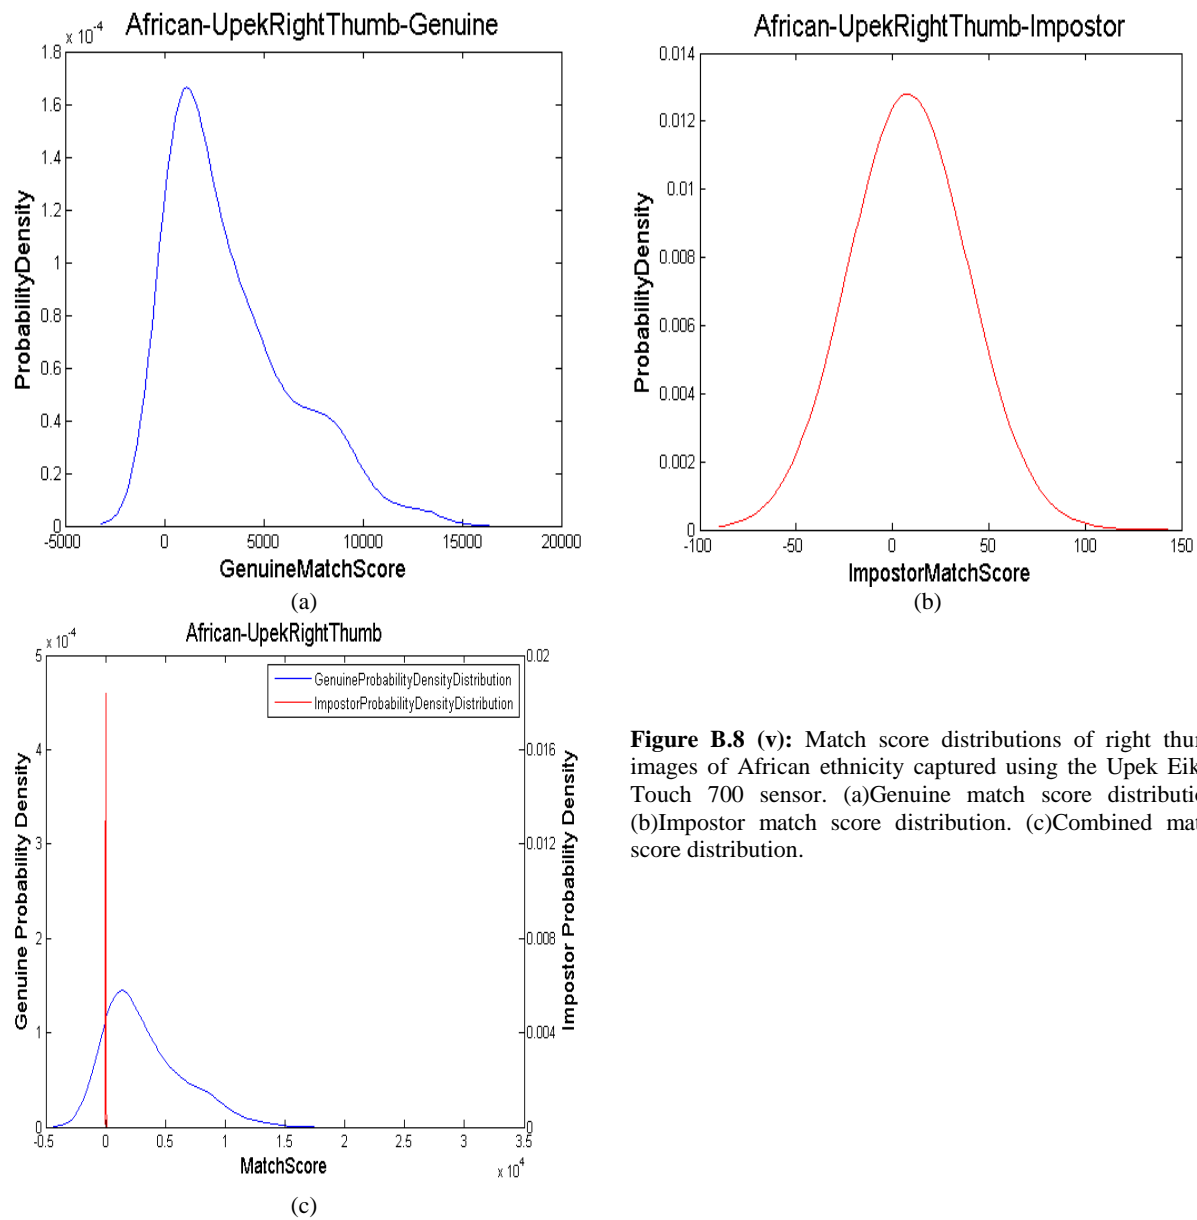 African-UpekRightThumb-Genuine
x 10-4
1.8
1.6
1.4
1.2
1
0.8
0.6
0.4
0.2
0
-5000 0 5000 10000 15000 20000
ProbabilityDensity
GenuineMatchScore
(a)
African-UpekRightThumb-Impostor
0.014
0.012
0.01
0.008
0.006
0.004
0.002
0
-100 -50 0 50 100 150
ProbabilityDensity
ImpostorMatchScore
(b)
African-UpekRightThumb
x 10-4
5
4
3
2
1
0
Genuine Probability Density
GenuineProbabilityDensityDistribution
ImpostorProbabilityDensityDistribution
0.02
0.016
0.012
0.008
0.004
0
Impostor Probability Density
-0.5 0 0.5 1 1.5 2 2.5 3 3.5
MatchScore
x 104
(c)
Figure B.8 (v): Match score distributions of right thu
images of African ethnicity captured using the Upek Eik
Touch 700 sensor. (a)Genuine match score distributi
(b)Impostor match score distribution. (c)Combined mat
score distribution.